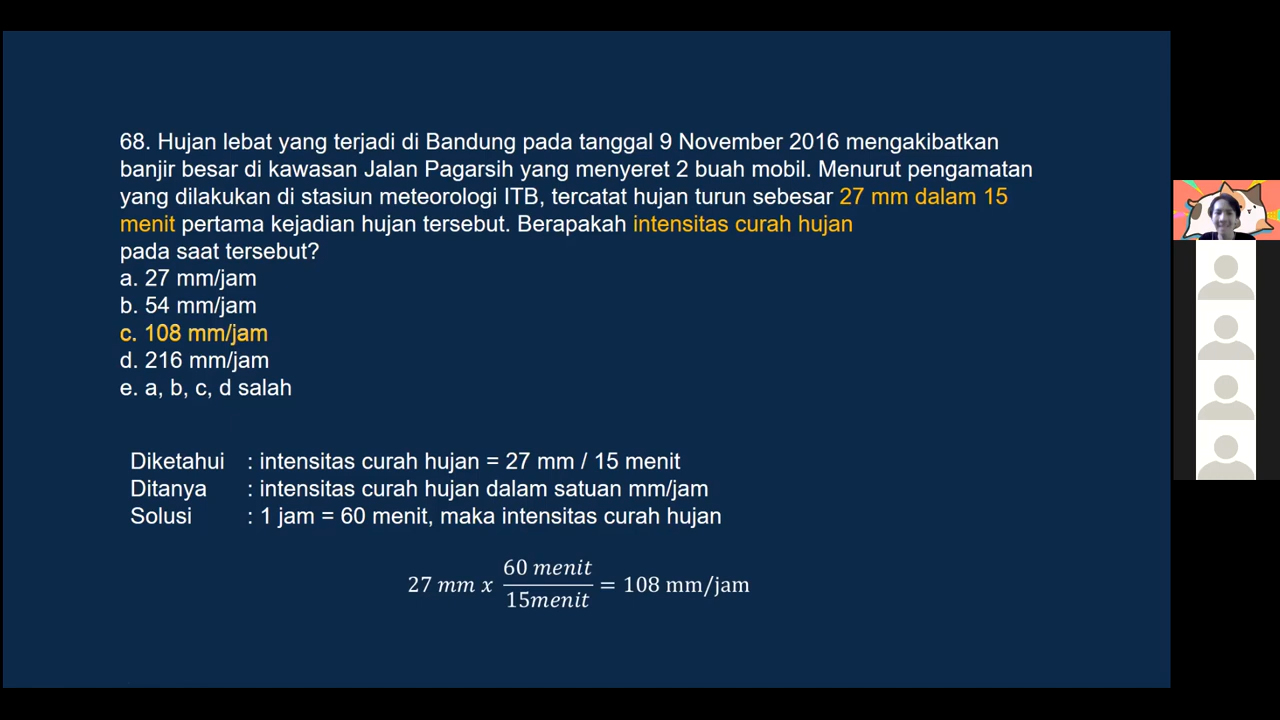 68. Hujan lebat yang terjadi di Bandung pada tanggal 9 November 2016 mengakibatkan
banjir besar di kawasan Jalan Pagarsih yang menyeret 2 buah mobil. Menurut pengamatan
yang dilakukan di stasiun meteorologi ITB, tercatat hujan turun sebesar 27 mm dalam 15
menit pertama kejadian hujan tersebut. Berapakah intensitas curah hujan
pada saat tersebut?
a. 27 mm/jam
b. 54 mm/jam
c. 108 mm/jam
d. 216 mm/jam
e. a, b, c, d salah
Diketahui : intensitas curah hujan = 27 mm / 15 menit
Ditanya : intensitas curah hujan dalam satuan mm/jam
Solusi : 1 jam = 60 menit, maka intensitas curah hujan
27 mm x 60 menit / 15menit = 108 mm/jam